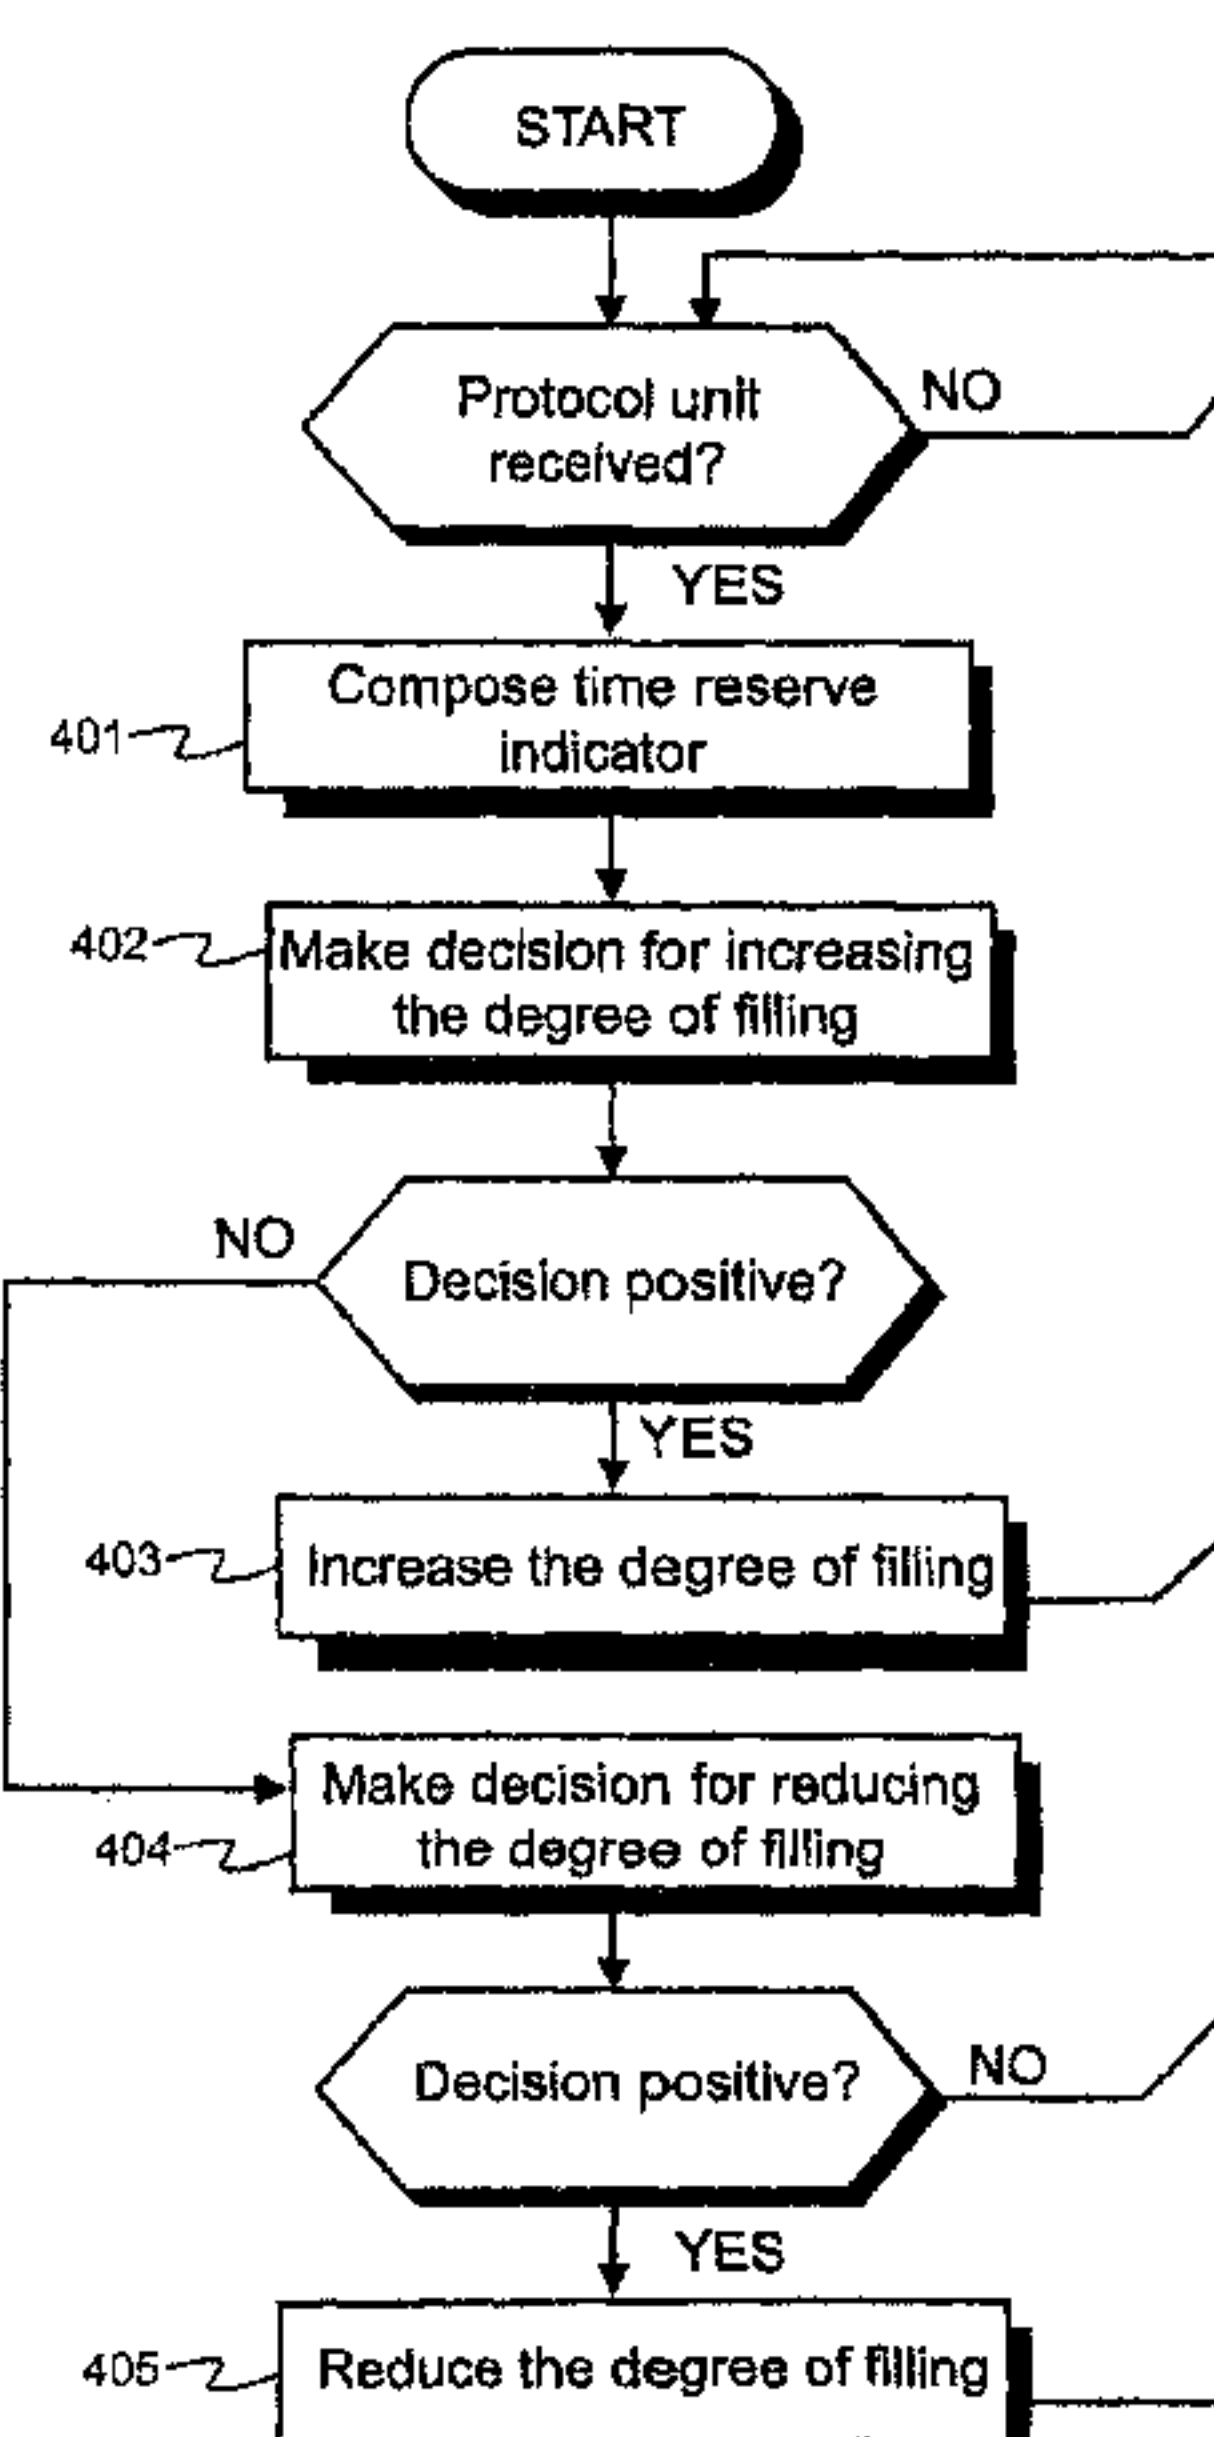 START
Protocol unit
received?
NO
YES
Compose time reserve
indicator
401
402
Make decision for increasing
the degree of filling
NO
Decision positive?
YES
403
Increase the degree of filling
Make decision for reducing
the degree of filling
404
Decision positive?
NO
YES
405
Reduce the degree of filling